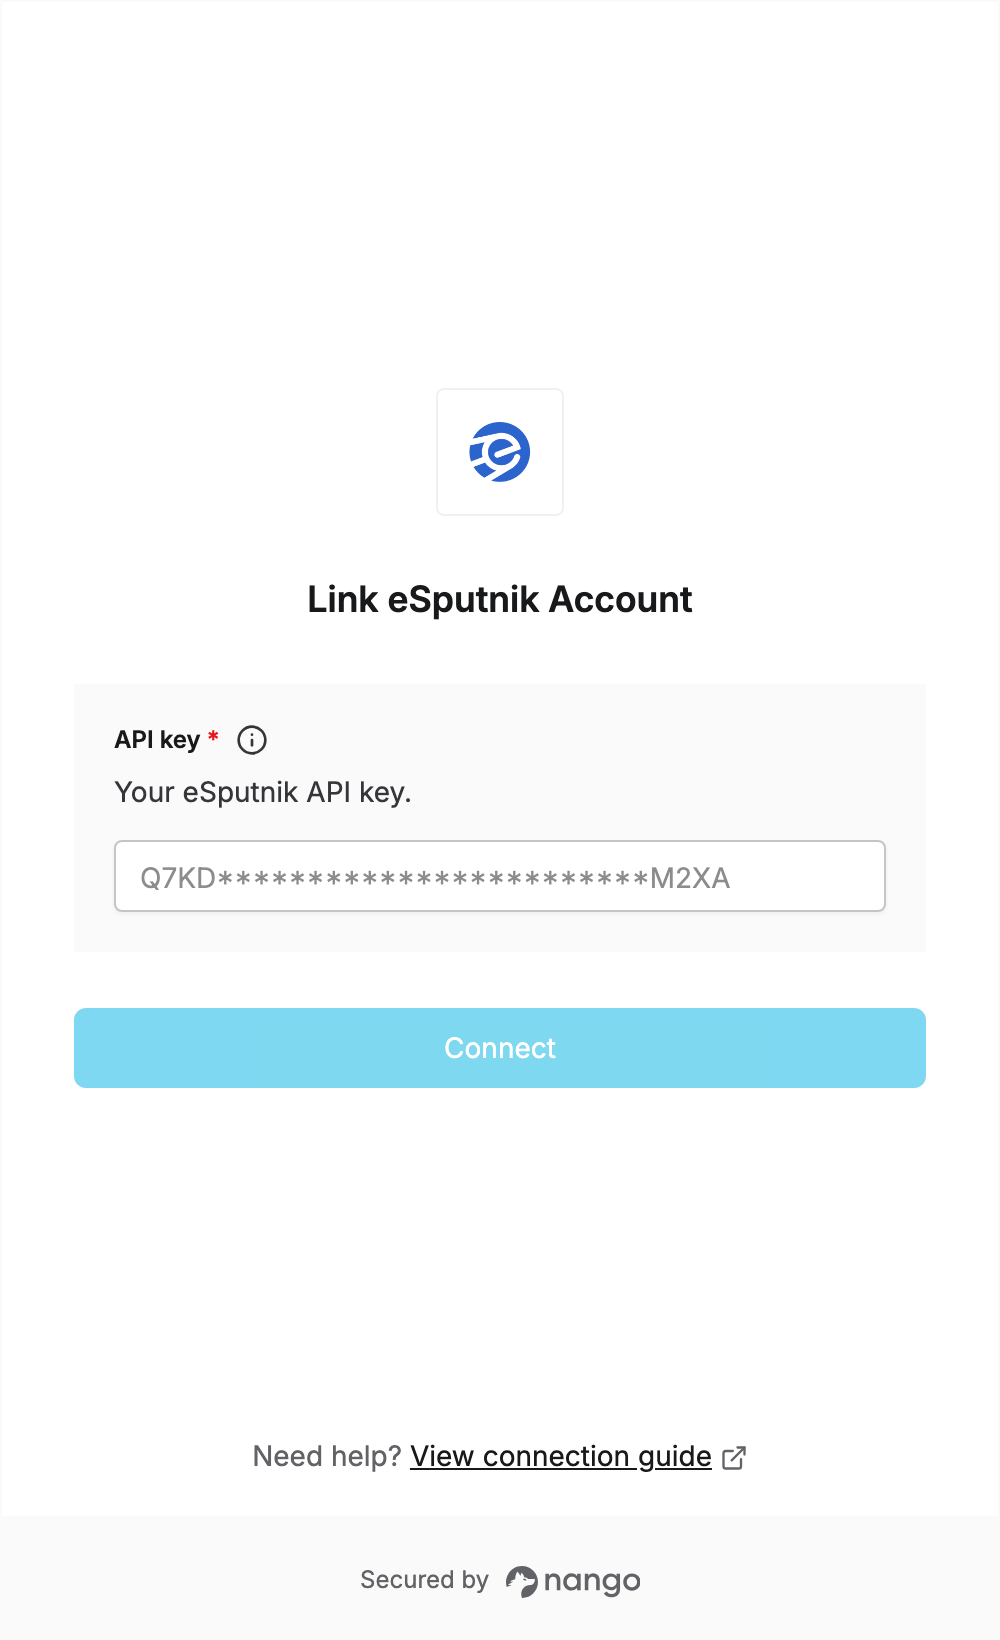 Link eSputnik Account
API key *
Your eSputnik API key.
Q7KD************************M2XA
Connect
Need help? View connection guide
Secured by nango